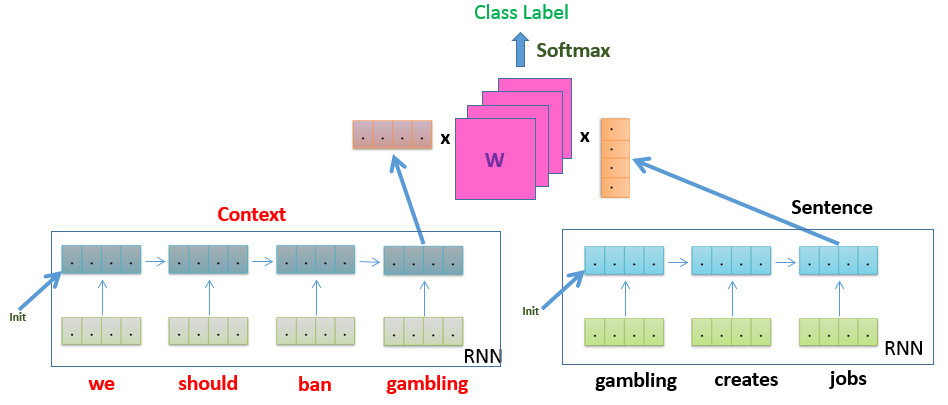 Class Label
Softmax
x
W
x
Context
Sentence
Init
RNN
we should ban gambling
Init
RNN
gambling creates jobs